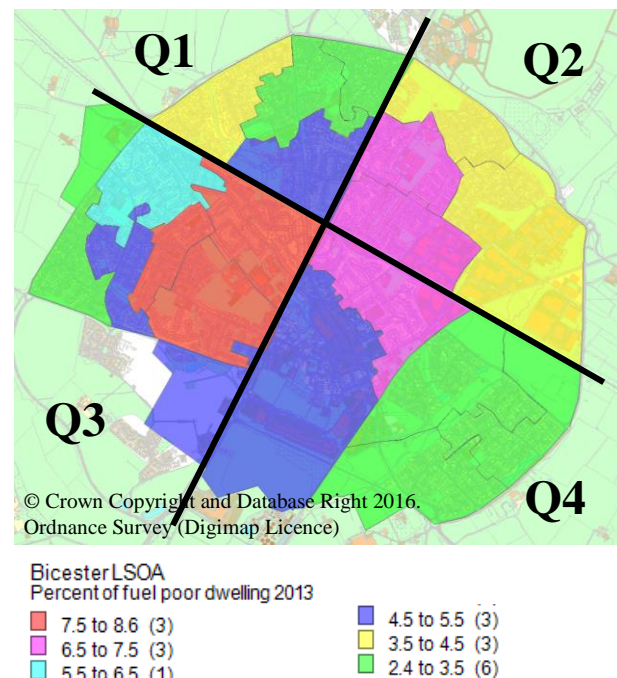 Q1
Q2
Q3
Q4
© Crown Copyright and Database Right 2016.
Ordnance Survey (Digimap Licence)
Bicester LSOA
Percent of fuel poor dwelling 2013
7.5 to 8.6 (3)
6.5 to 7.5 (3)
5.5 to 6.5 (1)
4.5 to 5.5 (3)
3.5 to 4.5 (3)
2.4 to 3.5 (6)